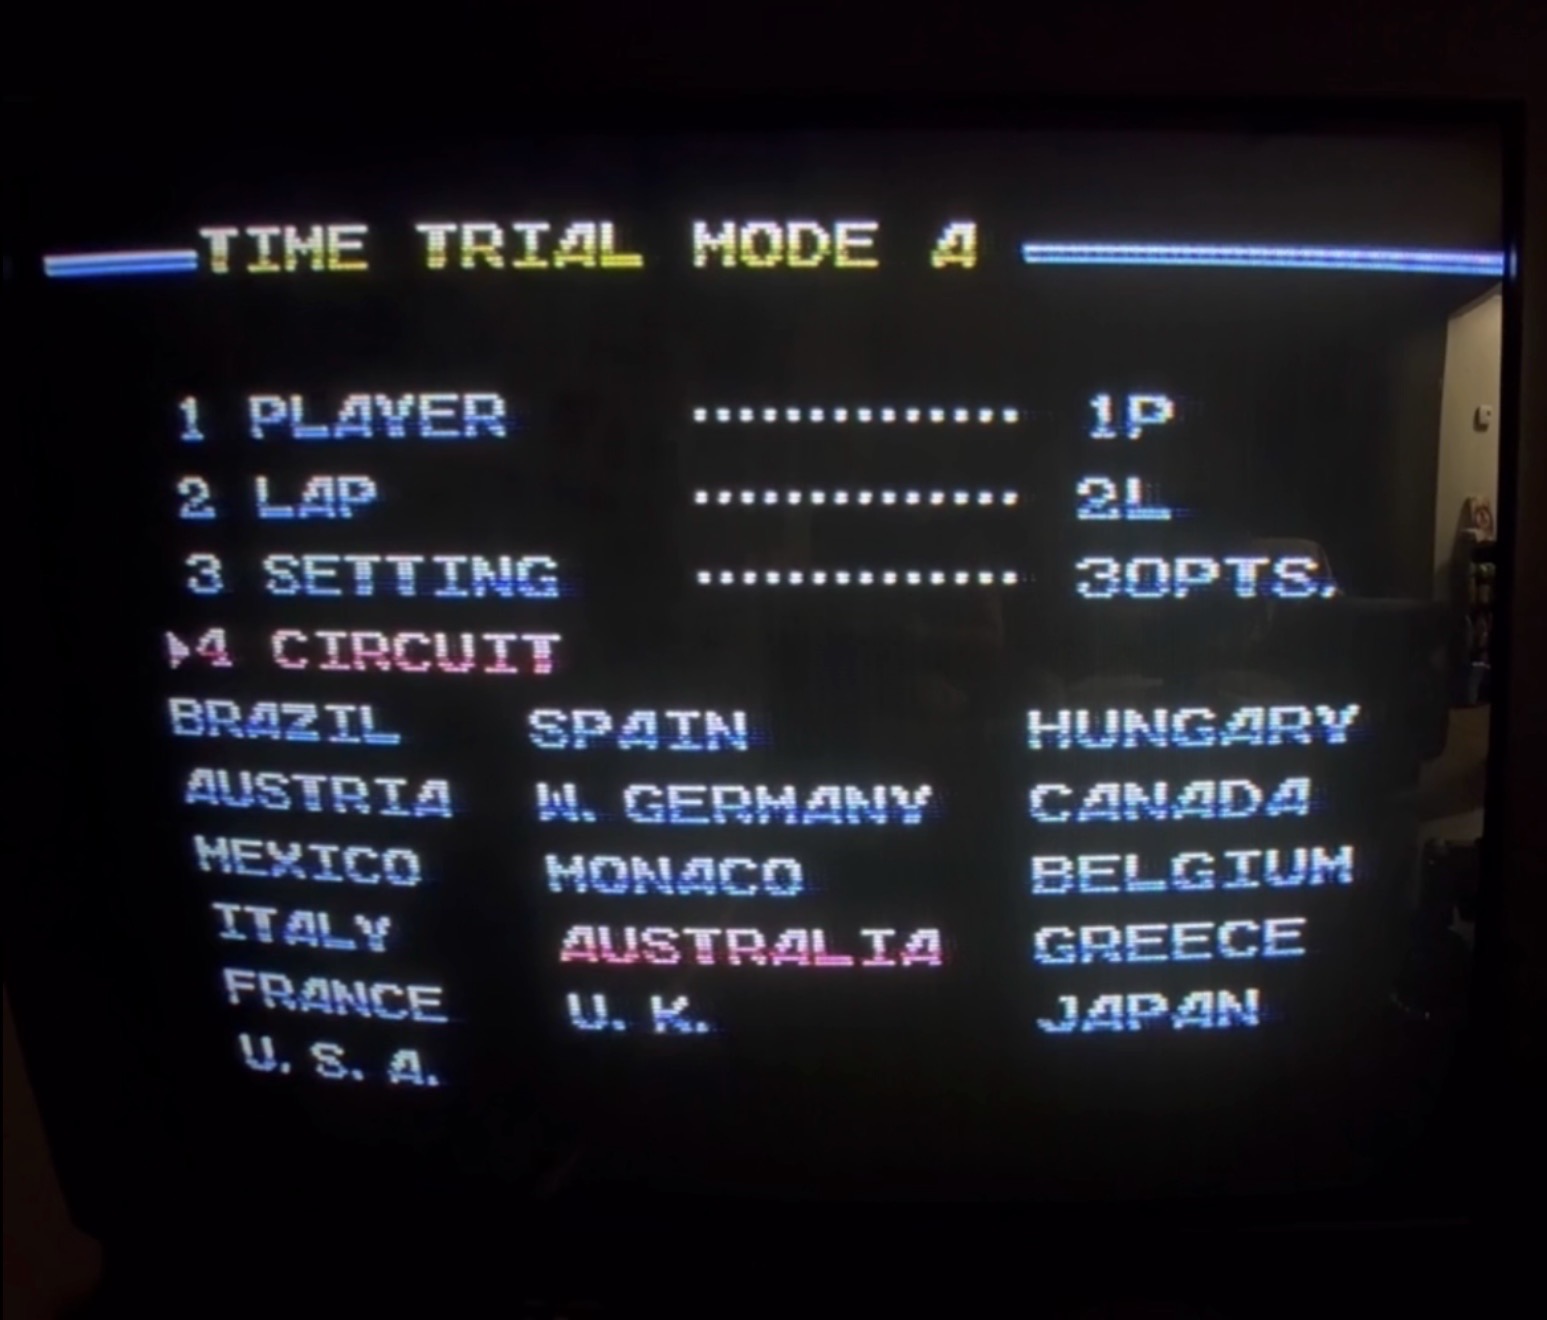 TIME TRIAL MODE A
1 PLAYER .............. 1P
2 LAP .............. 2L
3 SETTING .............. 30PTS.
▶4 CIRCUIT
BRAZIL SPAIN HUNGARY
AUSTRIA W. GERMANY CANADA
MEXICO MONACO BELGIUM
ITALY AUSTRALIA GREECE
FRANCE U. K. JAPAN
U. S. A.